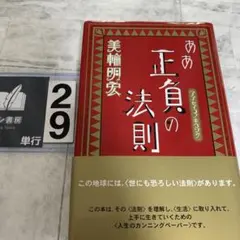 ああ
正負の
法則
美輪明宏
ン書房
単行
29
この地球には、〈世にも恐ろしい法則〉があります。
この本は、その〈法則〉を理解し、〈生活〉に取り入れて、
上手に生きていくための
〈人生のカンニングペーパー〉です。